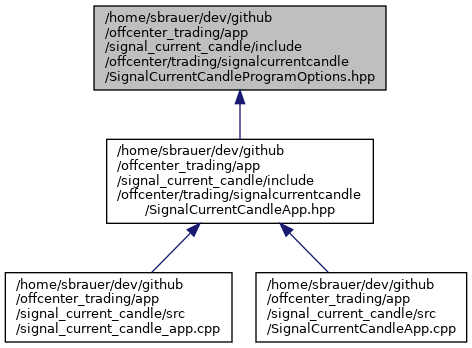 /home/sbrauer/dev/github
/offcenter_trading/app
/signal_current_candle/include
/offcenter/trading/signalcurrentcandle
/SignalCurrentCandleProgramOptions.hpp
/home/sbrauer/dev/github
/offcenter_trading/app
/signal_current_candle/include
/offcenter/trading/signalcurrentcandle
/SignalCurrentCandleApp.hpp
/home/sbrauer/dev/github
/offcenter_trading/app
/signal_current_candle/src
/signal_current_candle_app.cpp
/home/sbrauer/dev/github
/offcenter_trading/app
/signal_current_candle/src
/SignalCurrentCandleApp.cpp